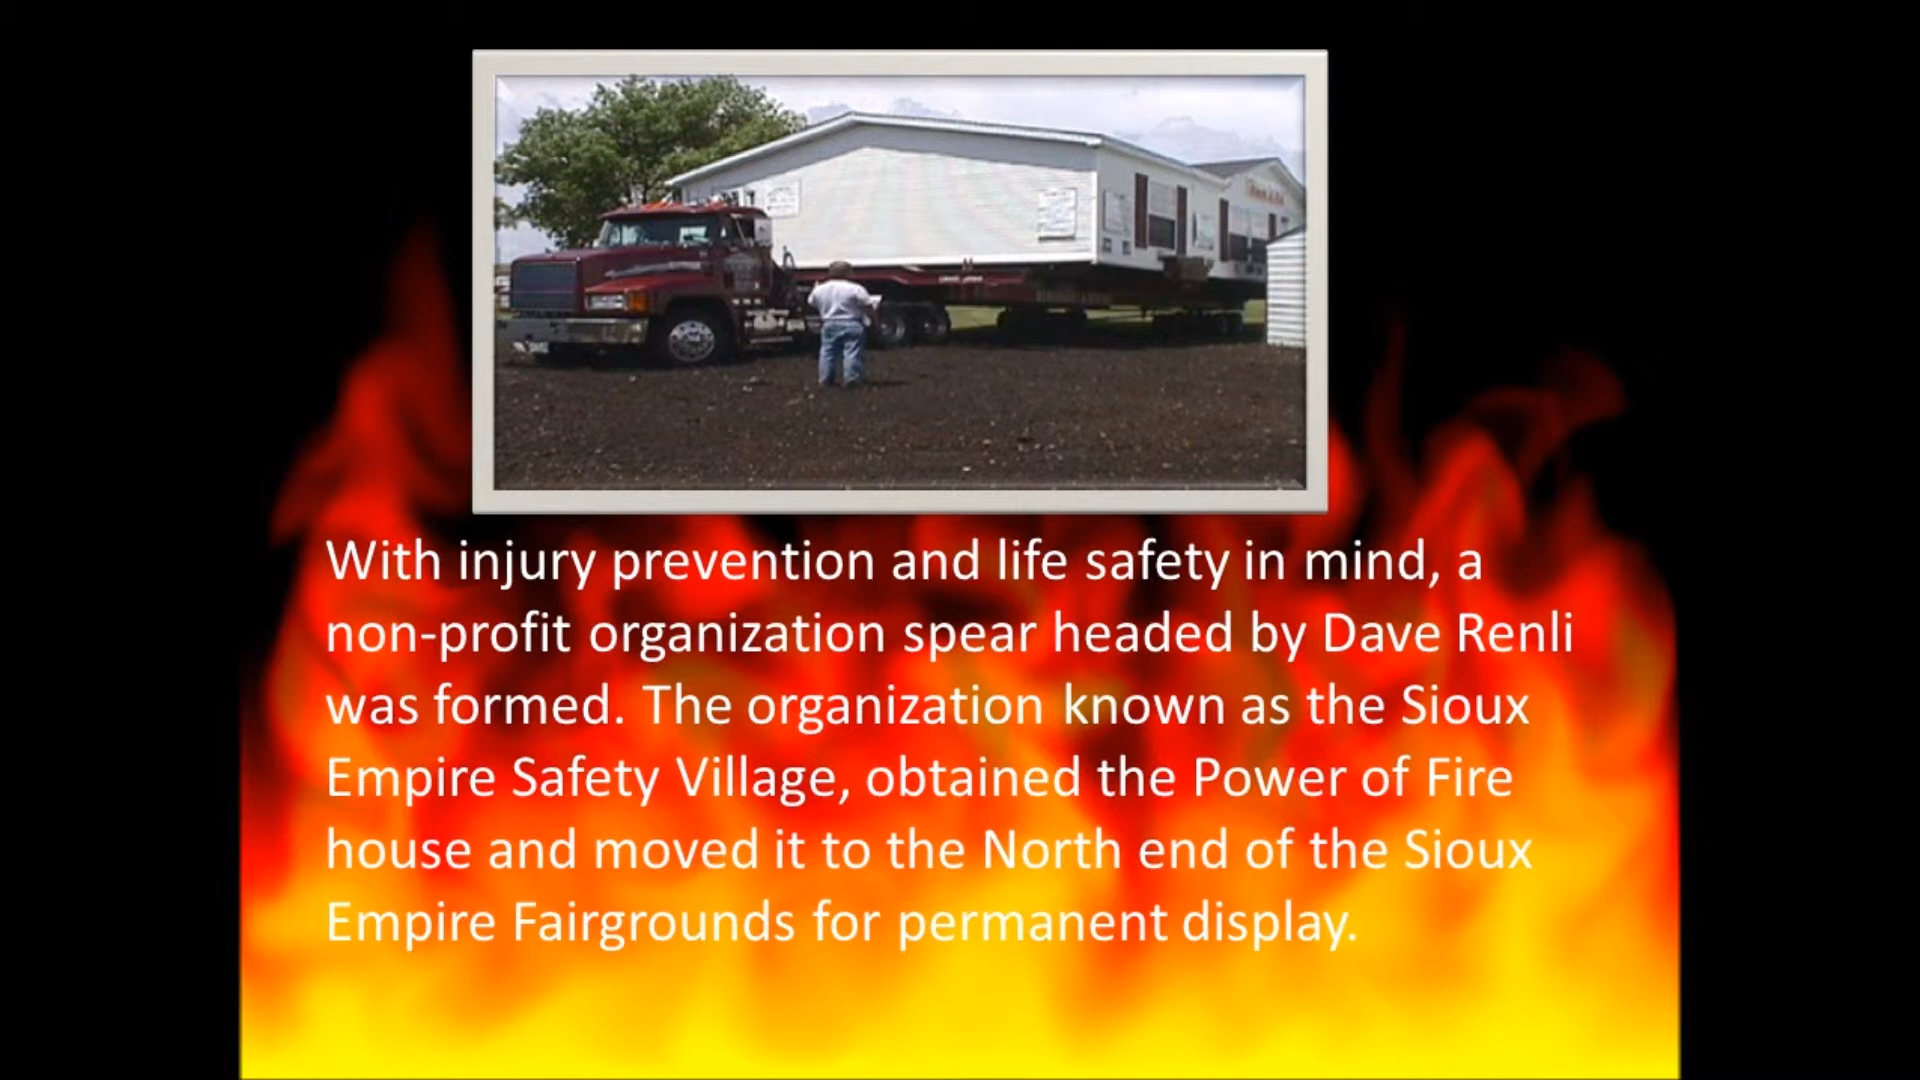 With injury prevention and life safety in mind, a
non-profit organization spear headed by Dave Renli
was formed. The organization known as the Sioux
Empire Safety Village, obtained the Power of Fire
house and moved it to the North end of the Sioux
Empire Fairgrounds for permanent display.